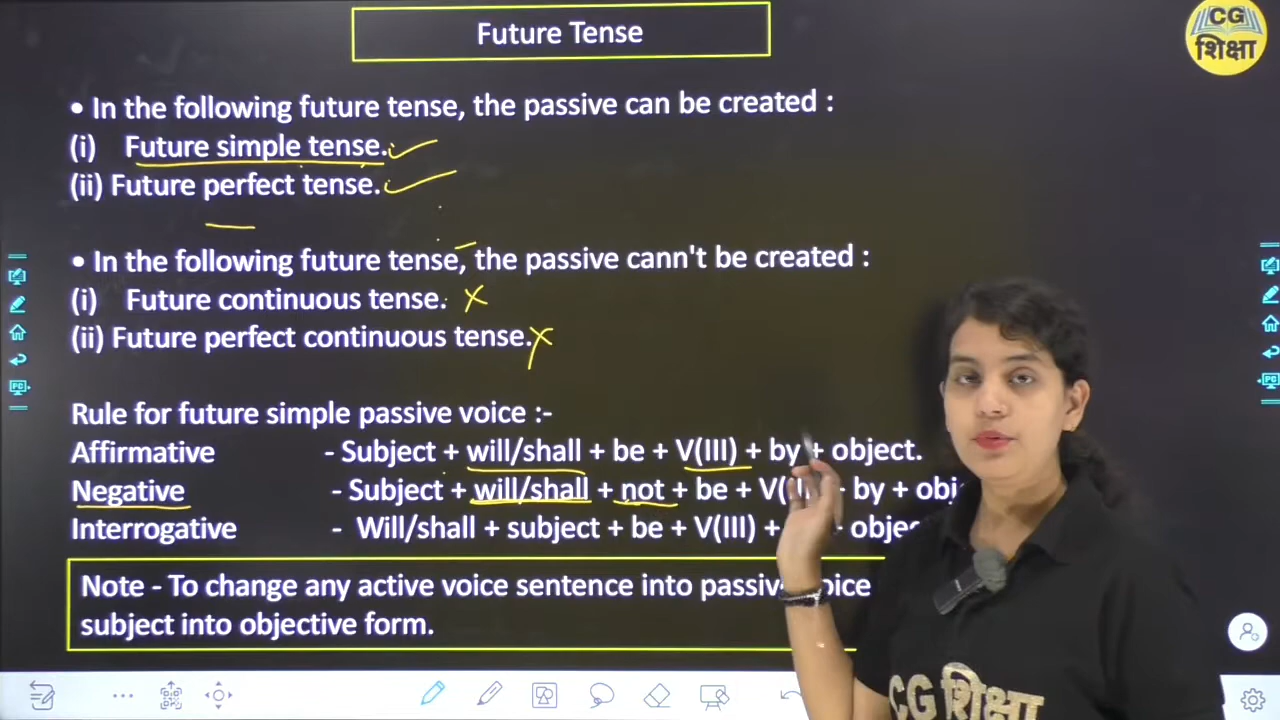 Future Tense
CG
शिक्षा
• In the following future tense, the passive can be created :
(i) Future simple tense.
(ii) Future perfect tense.
• In the following future tense, the passive cann't be created :
(i) Future continuous tense.
(ii) Future perfect continuous tense.
Rule for future simple passive voice :-
Affirmative - Subject + will/shall + be + V(III) + by + object.
Negative - Subject + will/shall + not + be + by +
Interrogative - Will/shall + subject + be + V(III) +
Note - To change any active voice sentence into
subject into objective form.
CG शिक्षा